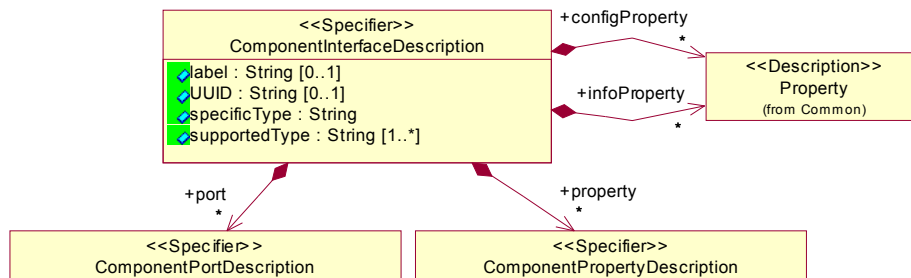 <<Specifier>>
ComponentInterfaceDescription
label : String [0..1]
UUID : String [0..1]
specificType : String
supportedType : String [1..*]
+configProperty
*
+infoProperty
*
<<Description>>
Property
(from Common)
+port
*
+property
*
<<Specifier>>
ComponentPortDescription
<<Specifier>>
ComponentPropertyDescription